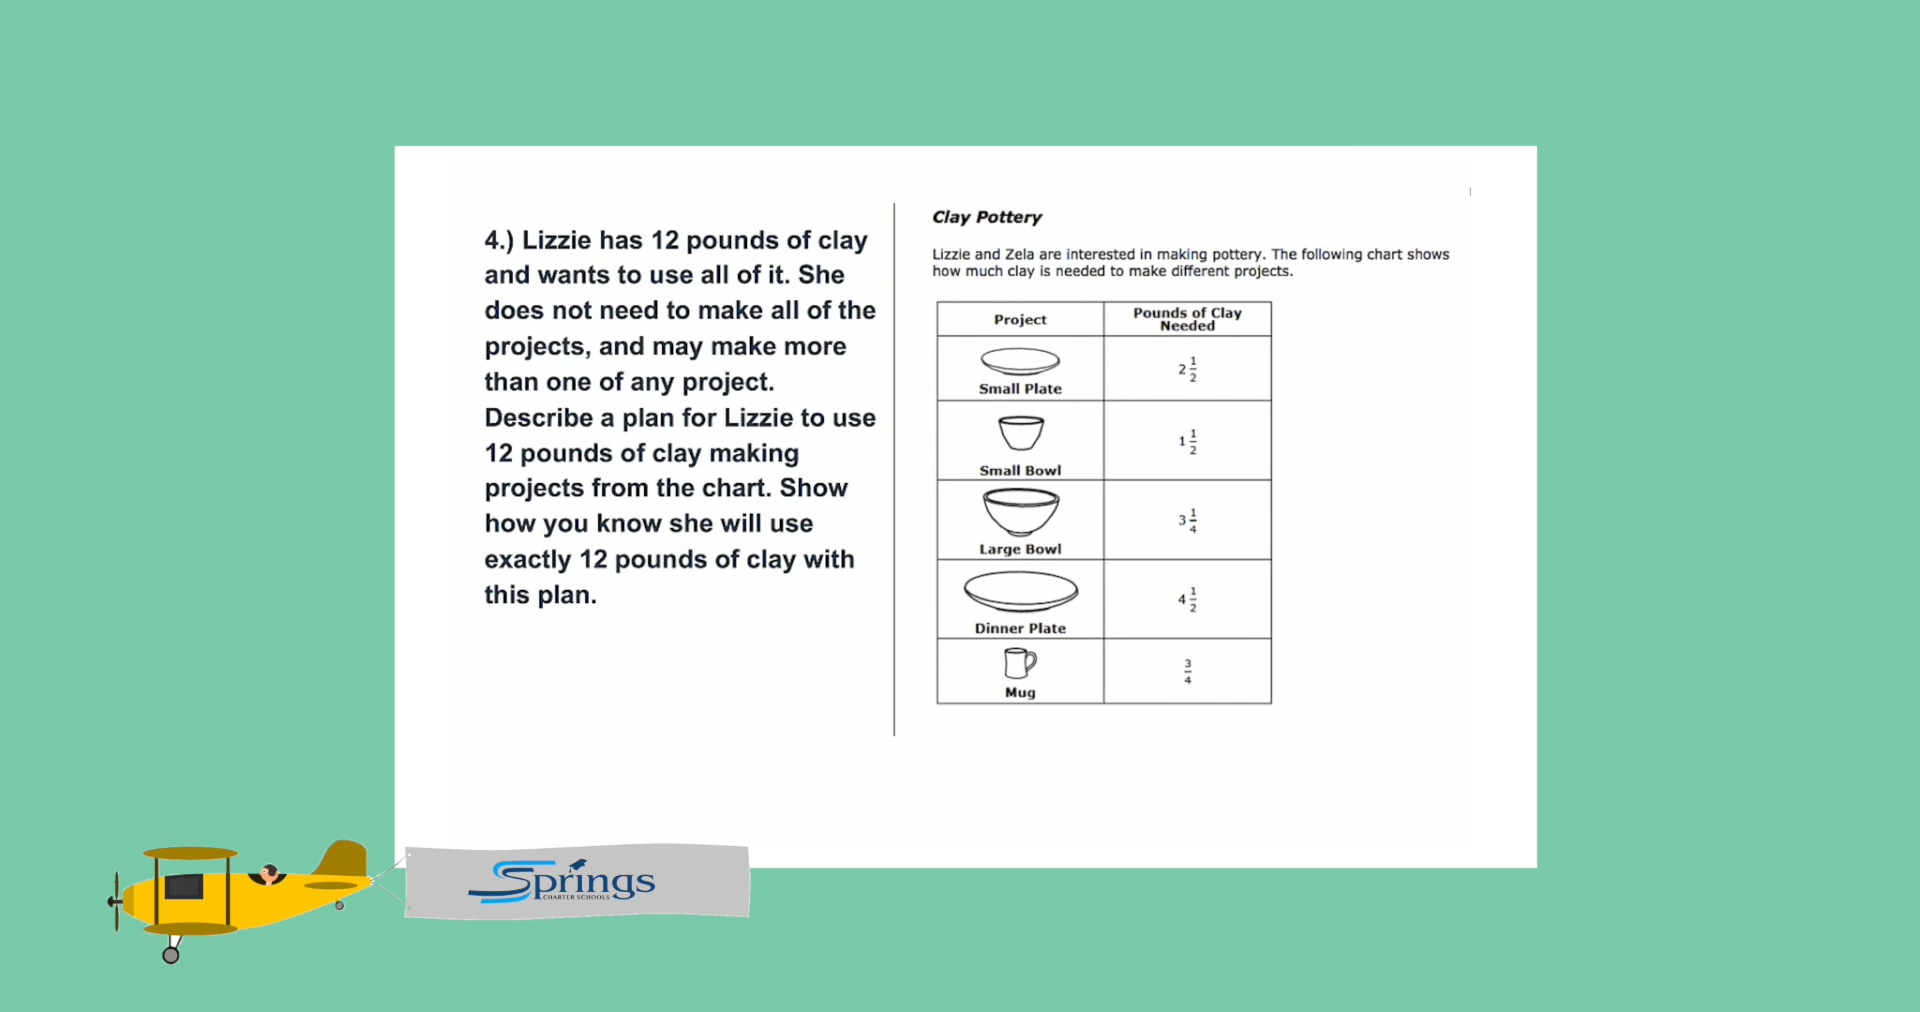 4.) Lizzie has 12 pounds of clay
and wants to use all of it. She
does not need to make all of the
projects, and may make more
than one of any project.
Describe a plan for Lizzie to use
12 pounds of clay making
projects from the chart. Show
how you know she will use
exactly 12 pounds of clay with
this plan.
Clay Pottery
Lizzie and Zela are interested in making pottery. The following chart shows
how much clay is needed to make different projects.
Project
Pounds of Clay
Needed
Small Plate
2 1/2
Small Bowl
1 1/2
Large Bowl
3 1/4
Dinner Plate
4 1/2
Mug
3/4
Springs
CHARTER SCHOOLS